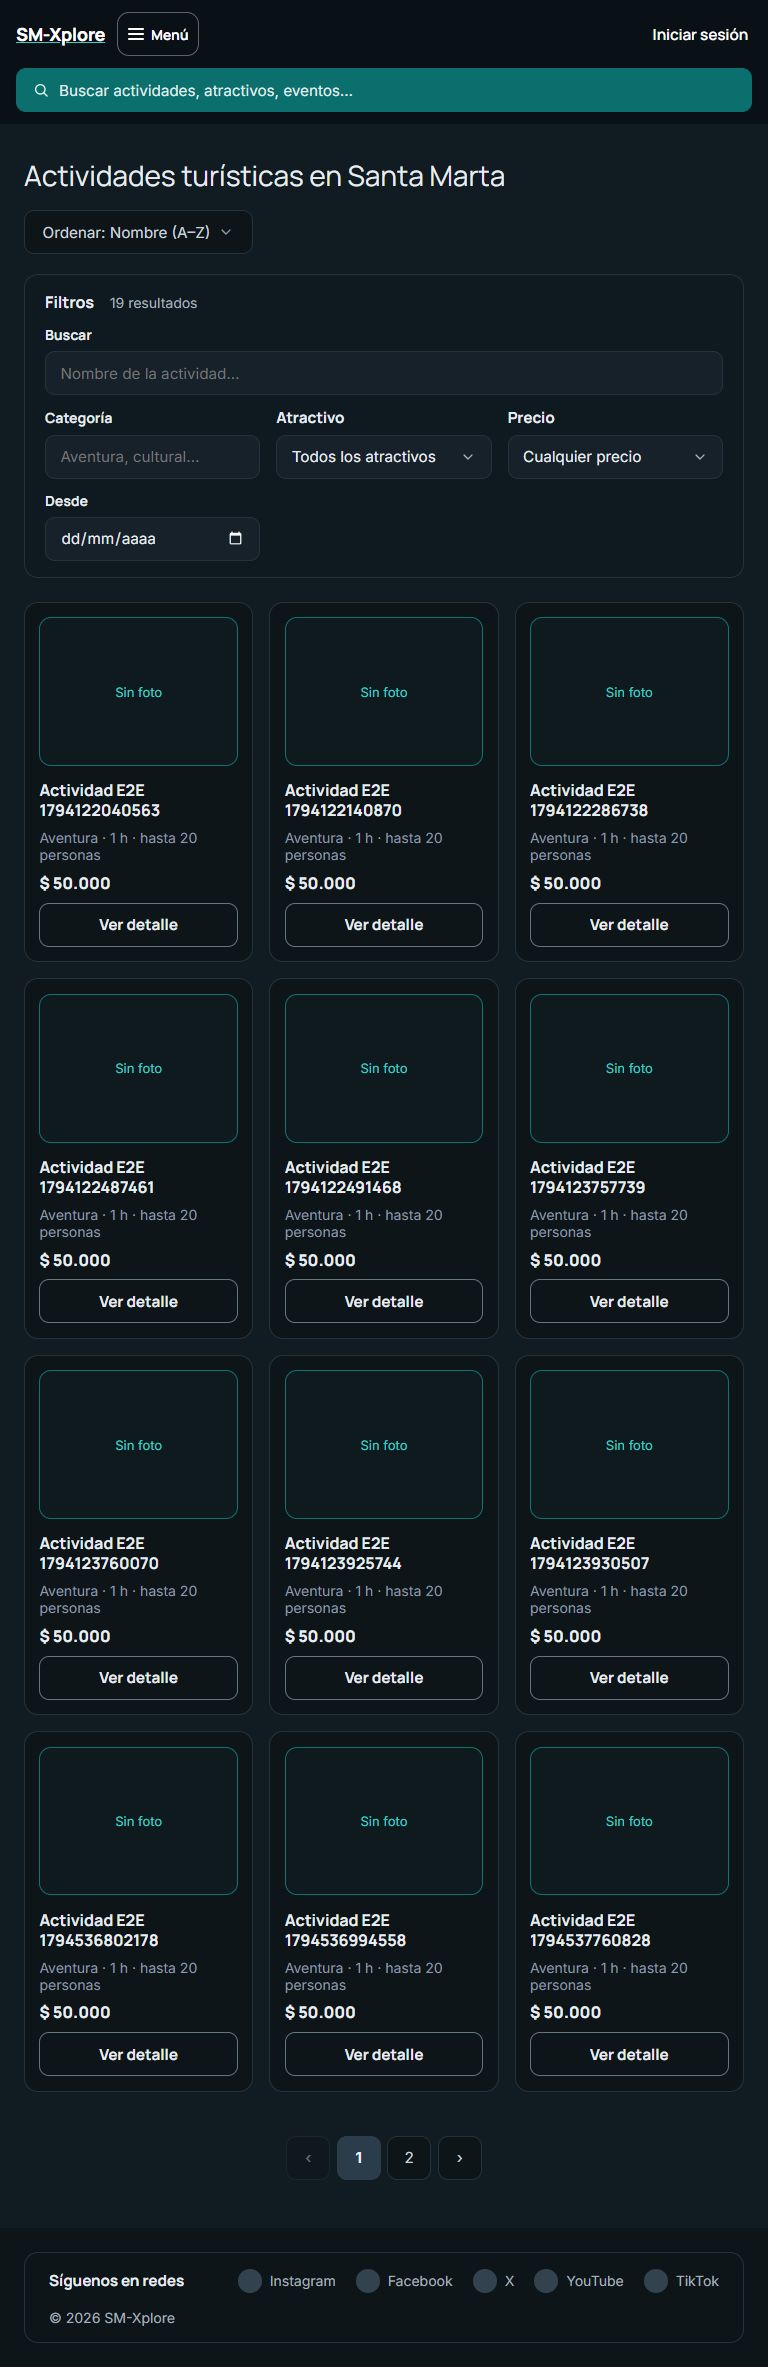 SM-Xplore
Menú
Iniciar sesión
Buscar actividades, atractivos, eventos...
Actividades turísticas en Santa Marta
Ordenar: Nombre (A–Z)
Filtros 19 resultados
Buscar
Nombre de la actividad...
Categoría Atractivo Precio
Aventura, cultural... Todos los atractivos Cualquier precio
Desde
dd/mm/aaaa
Sin foto Sin foto Sin foto
Actividad E2E Actividad E2E Actividad E2E
1794122040563 1794122140870 1794122286738
Aventura · 1 h · hasta 20 Aventura · 1 h · hasta 20 Aventura · 1 h · hasta 20
personas personas personas
$ 50.000 $ 50.000 $ 50.000
Ver detalle Ver detalle Ver detalle
Sin foto Sin foto Sin foto
Actividad E2E Actividad E2E Actividad E2E
1794122487461 1794122491468 1794123757739
Aventura · 1 h · hasta 20 Aventura · 1 h · hasta 20 Aventura · 1 h · hasta 20
personas personas personas
$ 50.000 $ 50.000 $ 50.000
Ver detalle Ver detalle Ver detalle
Sin foto Sin foto Sin foto
Actividad E2E Actividad E2E Actividad E2E
1794123760070 1794123925744 1794123930507
Aventura · 1 h · hasta 20 Aventura · 1 h · hasta 20 Aventura · 1 h · hasta 20
personas personas personas
$ 50.000 $ 50.000 $ 50.000
Ver detalle Ver detalle Ver detalle
Sin foto Sin foto Sin foto
Actividad E2E Actividad E2E Actividad E2E
1794536802178 1794536994558 1794537760828
Aventura · 1 h · hasta 20 Aventura · 1 h · hasta 20 Aventura · 1 h · hasta 20
personas personas personas
$ 50.000 $ 50.000 $ 50.000
Ver detalle Ver detalle Ver detalle
‹ 1 2 ›
Síguenos en redes Instagram Facebook X YouTube TikTok
© 2026 SM-Xplore